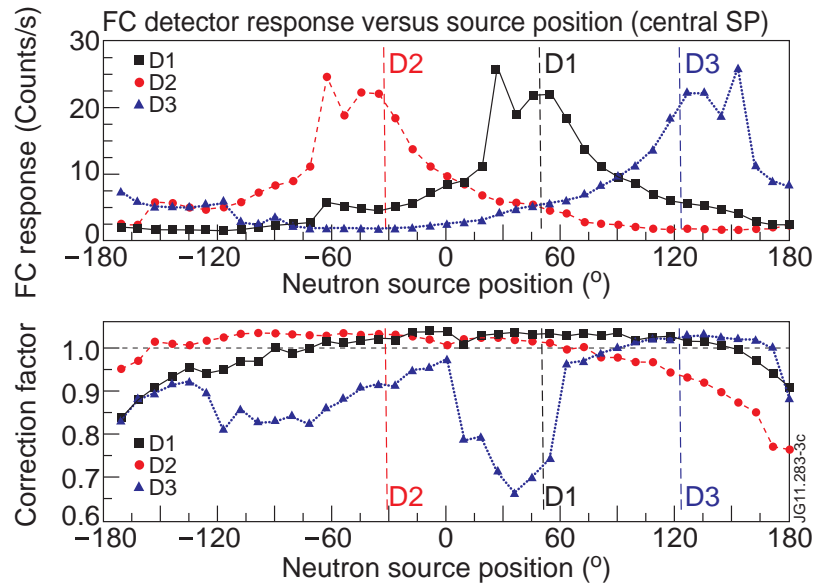 FC detector response versus source position (central SP)
FC response (Counts/s)
30
20
10
5
0
D1
D2
D3
D2
D1
D3
−180
−120
−60
0
60
120
180
Neutron source position (o)
Correction factor
1.0
0.9
0.8
0.7
0.6
D1
D2
D3
D2
D1
D3
−180
−120
−60
0
60
120
180
Neutron source position (o)
JG11.283-3c